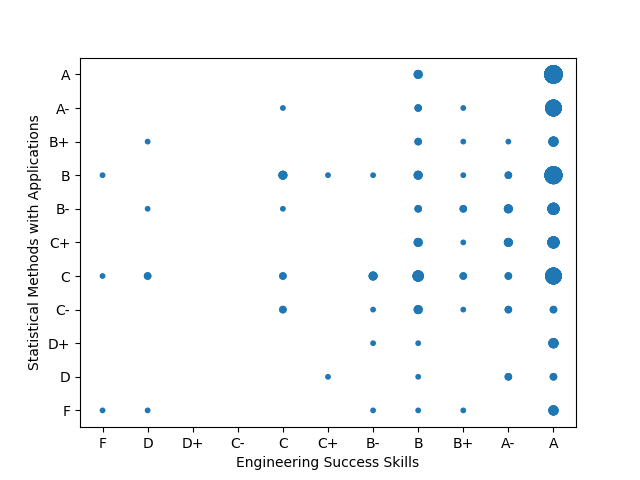 A
A-
B+
B
B-
C+
C
C-
D+
D
F
Statistical Methods with Applications
F D D+ C- C C+ B- B B+ A- A
Engineering Success Skills